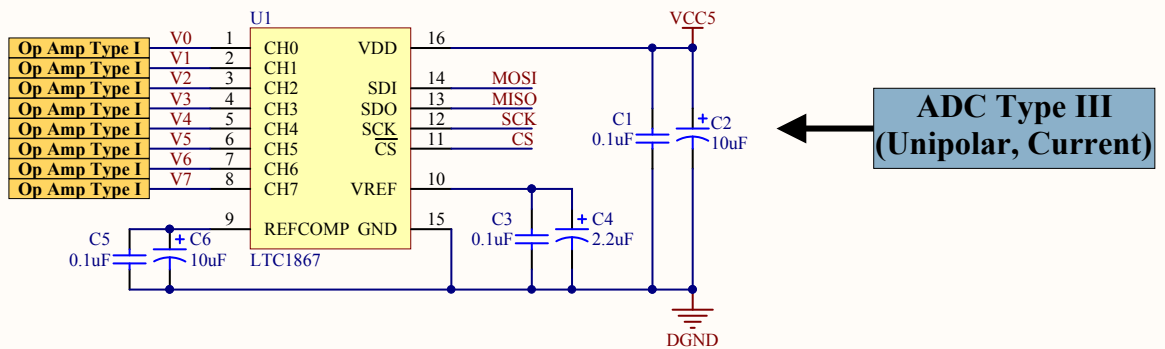 U1
VCC5
Op Amp Type I V0 1 CH0 VDD 16
Op Amp Type I V1 2 CH1
Op Amp Type I V2 3 CH2 SDI 14 MOSI
Op Amp Type I V3 4 CH3 SDO 13 MISO
Op Amp Type I V4 5 CH4 SCK 12 SCK
Op Amp Type I V5 6 CH5 CS 11 CS
Op Amp Type I V6 7 CH6
Op Amp Type I V7 8 CH7 VREF 10
9 REFCOMP GND 15
LTC1867
C1
0.1uF
+ C2
10uF
C3
0.1uF
+ C4
2.2uF
C5
0.1uF
+ C6
10uF
DGND
ADC Type III
(Unipolar, Current)